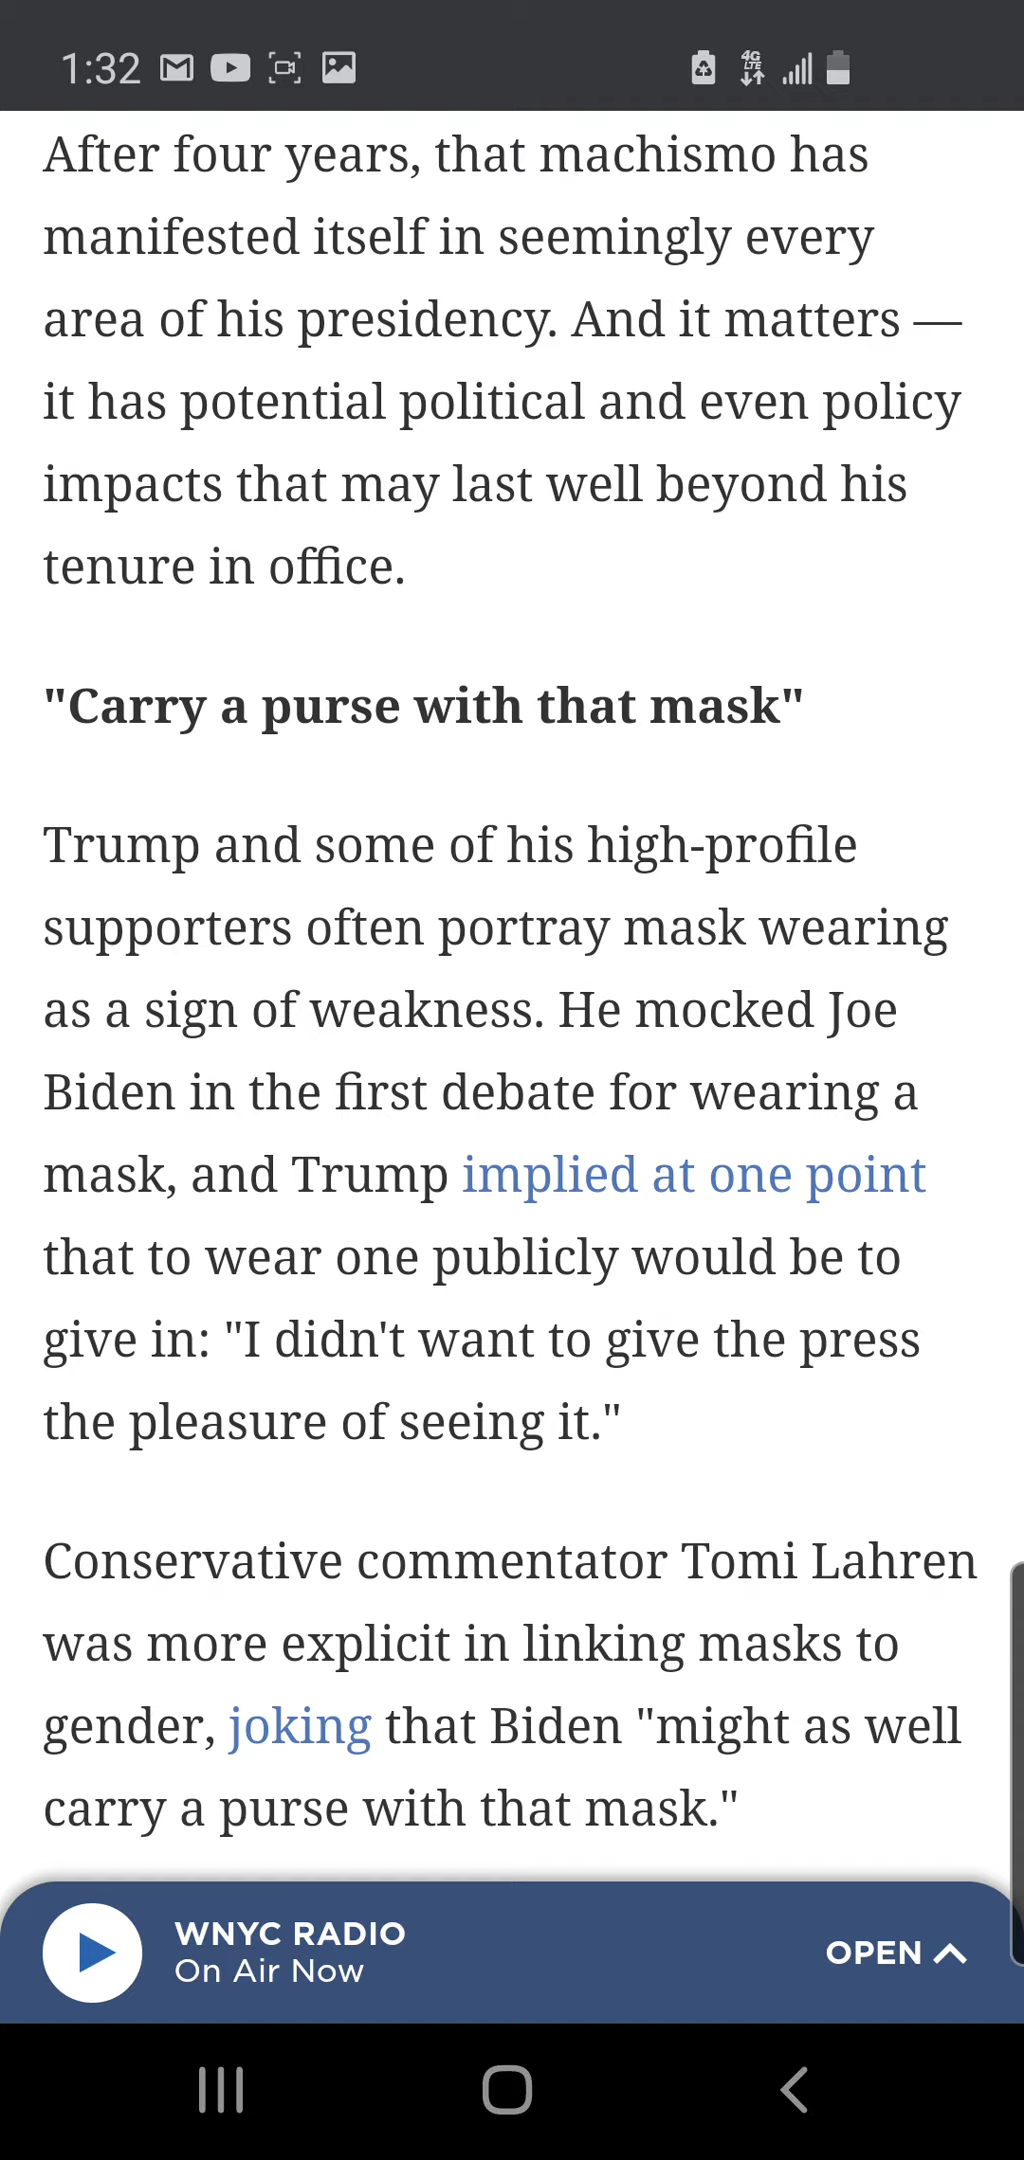 1:32
4G
LTE
After four years, that machismo has
manifested itself in seemingly every
area of his presidency. And it matters —
it has potential political and even policy
impacts that may last well beyond his
tenure in office.
"Carry a purse with that mask"
Trump and some of his high-profile
supporters often portray mask wearing
as a sign of weakness. He mocked Joe
Biden in the first debate for wearing a
mask, and Trump implied at one point
that to wear one publicly would be to
give in: "I didn't want to give the press
the pleasure of seeing it."
Conservative commentator Tomi Lahren
was more explicit in linking masks to
gender, joking that Biden "might as well
carry a purse with that mask."
WNYC RADIO
On Air Now
OPEN